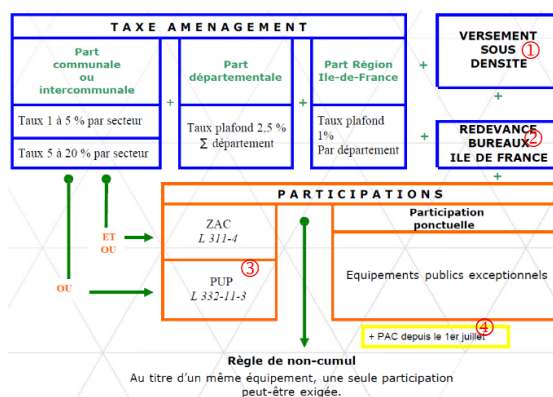 TAXE AMENAGEMENT
Part
communale
ou
intercommunale
Taux 1 à 5 % par secteur
Taux 5 à 20 % par secteur
+
Part
départementale
Taux plafond 2,5 %
∑ département
+
Part Région
Ile-de-France
Taux plafond
1%
Par département
+
VERSEMENT
SOUS
DENSITE
①
+
+
REDEVANCE
BUREAUX
ILE DE FRANCE
②
+
PARTICIPATIONS
ET
OU
ZAC
L 311-4
OU
PUP
L 332-11-3
③
Participation
ponctuelle
Equipements publics exceptionnels
+ PAC depuis le 1er juillet
④
Règle de non-cumul
Au titre d'un même équipement, une seule participation
peut-être exigée.